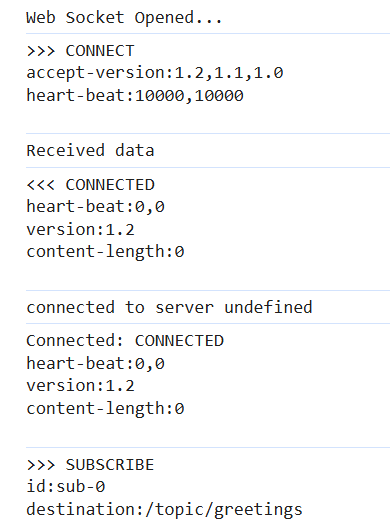 Web Socket Opened...
>>> CONNECT
accept-version:1.2,1.1,1.0
heart-beat:10000,10000
Received data
<<< CONNECTED
heart-beat:0,0
version:1.2
content-length:0
connected to server undefined
Connected: CONNECTED
heart-beat:0,0
version:1.2
content-length:0
>>> SUBSCRIBE
id:sub-0
destination:/topic/greetings